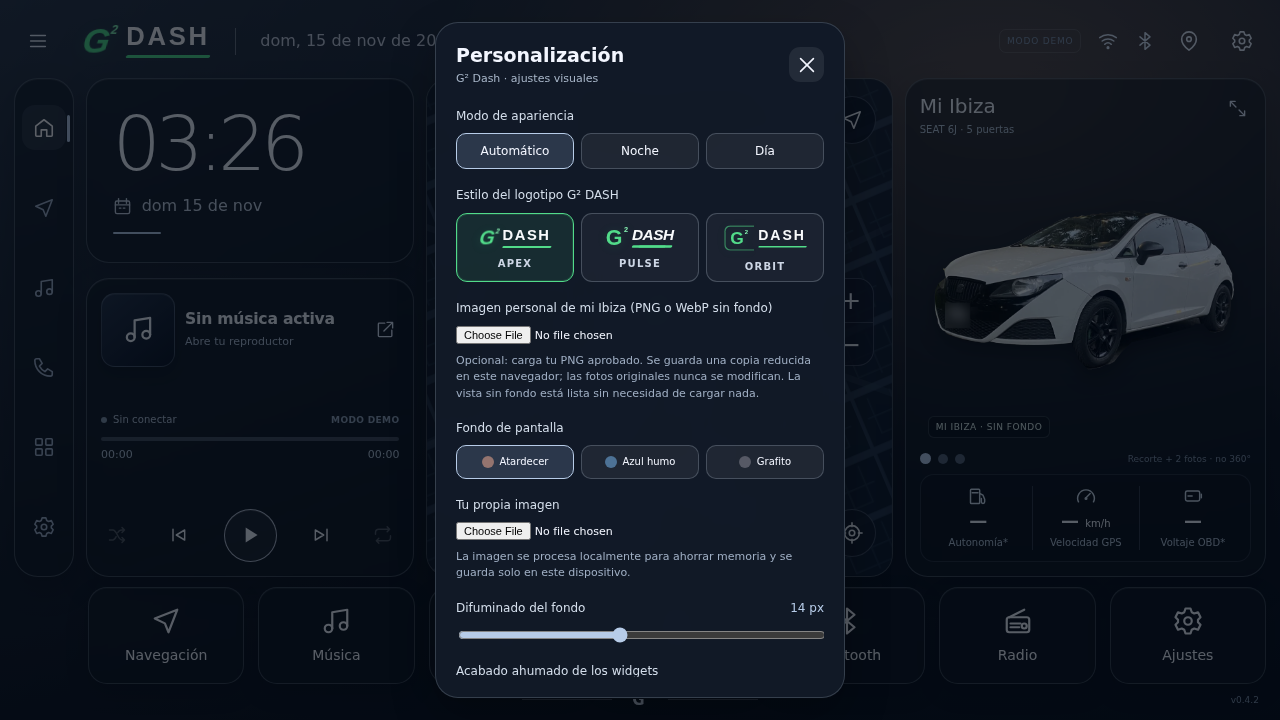 G² DASH
dom, 15 de nov de 20
MODO DEMO
03:26
dom 15 de nov
Sin música activa
Abre tu reproductor
Sin conectar
MODO DEMO
00:00
00:00
Personalización
G² Dash · ajustes visuales
Modo de apariencia
Automático
Noche
Día
Estilo del logotipo G² DASH
G² DASH
APEX
G² DASH
PULSE
G² DASH
ORBIT
Imagen personal de mi Ibiza (PNG o WebP sin fondo)
Choose File No file chosen
Opcional: carga tu PNG aprobado. Se guarda una copia reducida
en este navegador; las fotos originales nunca se modifican. La
vista sin fondo está lista sin necesidad de cargar nada.
Fondo de pantalla
Atardecer
Azul humo
Grafito
Tu propia imagen
Choose File No file chosen
La imagen se procesa localmente para ahorrar memoria y se
guarda solo en este dispositivo.
Difuminado del fondo
14 px
Acabado ahumado de los widgets
Mi Ibiza
SEAT 6J · 5 puertas
MI IBIZA · SIN FONDO
Recorte + 2 fotos · no 360°
— — km/h —
Autonomía*
Velocidad GPS
Voltaje OBD*
Navegación
Música
tooth
Radio
Ajustes
G
v0.4.2